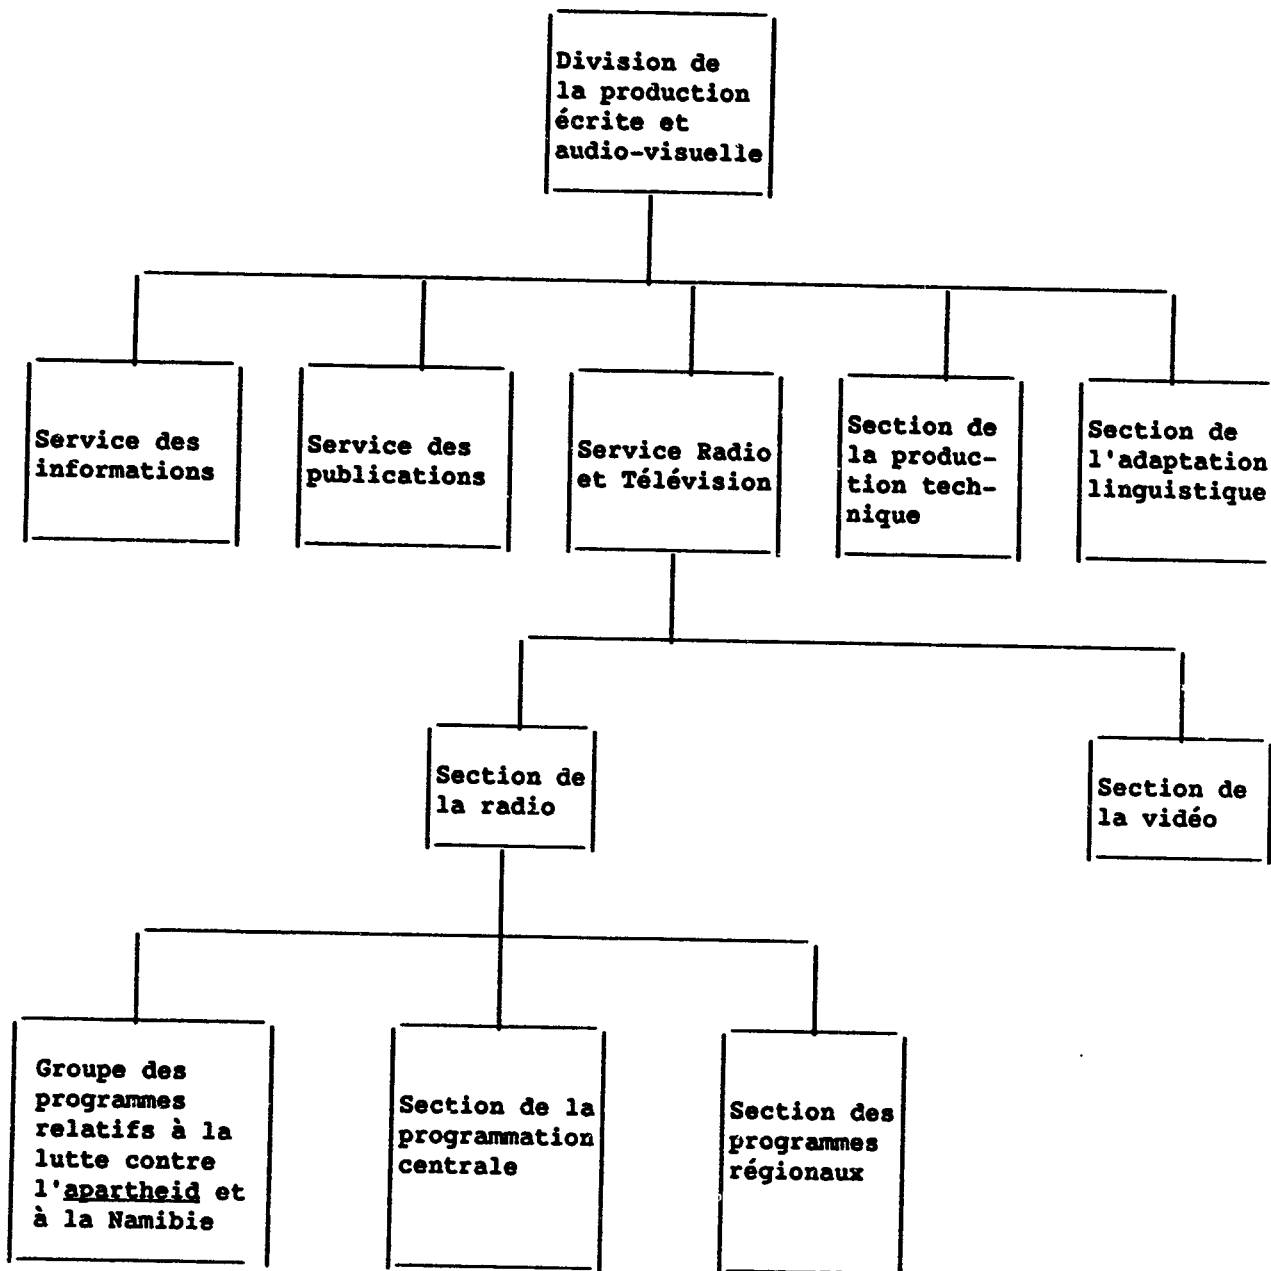 Division de
la production
écrite et
audio-visuelle
Service des
informations
Service des
publications
Service Radio
et Télévision
Section de
la produc-
tion tech-
nique
Section de
l'adaptation
linguistique
Section de
la radio
Section de
la vidéo
Groupe des
programmes
relatifs à la
lutte contre
l'apartheid et
à la Namibie
Section de la
programmation
centrale
Section des
programmes
régionaux